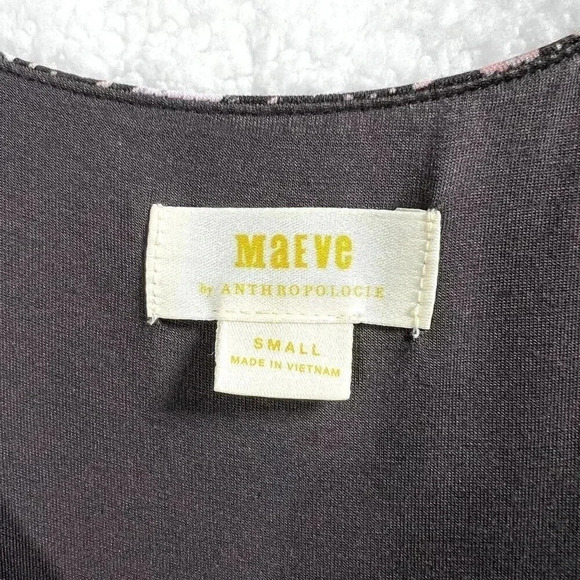 MaEVe
by ANTHROPOLOGIE
SMALL
MADE IN VIETNAM